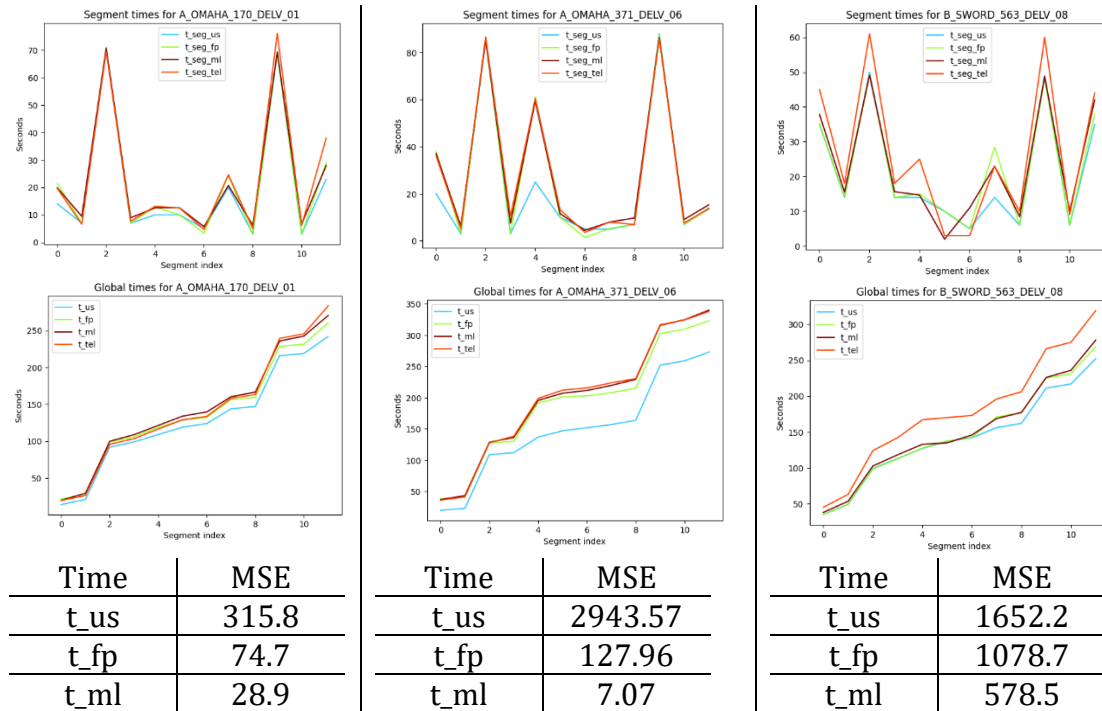 Segment times for A_OMAHA_170_DELV_01
t_seg_us
t_seg_fp
t_seg_ml
t_seg_tel
70
60
50
40
30
20
10
0
Seconds
0 2 4 6 8 10
Segment index
Global times for A_OMAHA_170_DELV_01
t_us
t_fp
t_ml
t_tel
250
200
150
100
50
Seconds
0 2 4 6 8 10
Segment index
Time MSE
t_us 315.8
t_fp 74.7
t_ml 28.9
Segment times for A_OMAHA_371_DELV_06
t_seg_us
t_seg_fp
t_seg_ml
t_seg_tel
80
60
40
20
0
Seconds
0 2 4 6 8 10
Segment index
Global times for A_OMAHA_371_DELV_06
t_us
t_fp
t_ml
t_tel
350
300
250
200
150
100
50
Seconds
0 2 4 6 8 10
Segment index
Time MSE
t_us 2943.57
t_fp 127.96
t_ml 7.07
Segment times for B_SWORD_563_DELV_08
t_seg_us
t_seg_fp
t_seg_ml
t_seg_tel
60
50
40
30
20
10
0
Seconds
0 2 4 6 8 10
Segment index
Global times for B_SWORD_563_DELV_08
t_us
t_fp
t_ml
t_tel
300
250
200
150
100
50
Seconds
0 2 4 6 8 10
Segment index
Time MSE
t_us 1652.2
t_fp 1078.7
t_ml 578.5